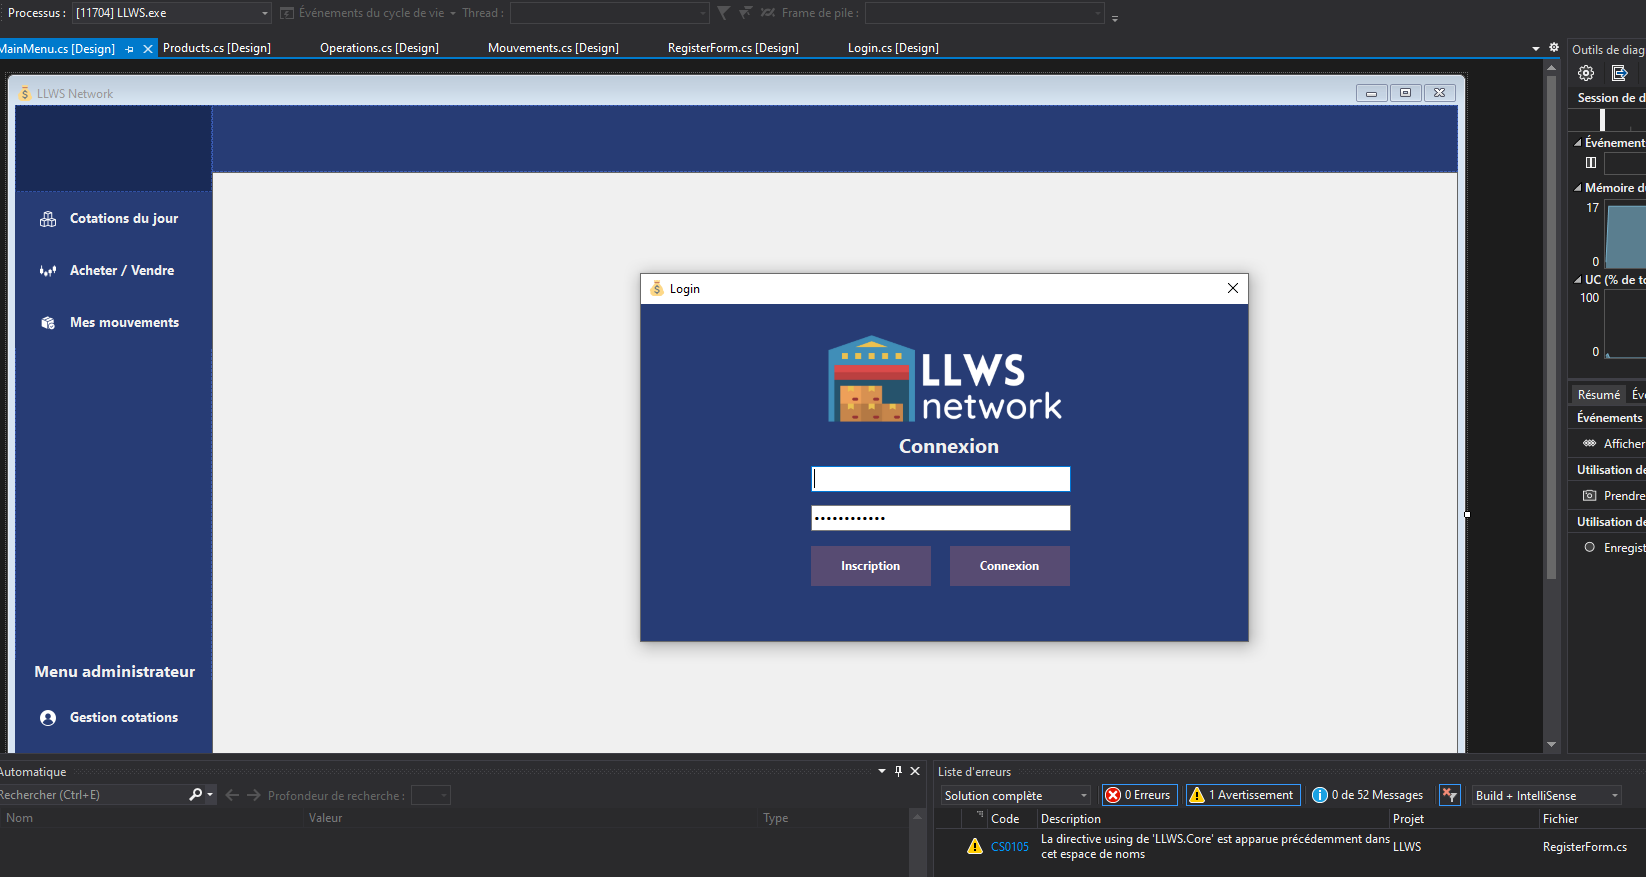 Processus : [11704] LLWS.exe Événements du cycle de vie Thread : Frame de pile :
MainMenu.cs [Design] Products.cs [Design] Operations.cs [Design] Mouvements.cs [Design] RegisterForm.cs [Design] Login.cs [Design]
Outils de diag
LLWS Network
Session de d
Événement
Mémoire du
17
0
UC (% de to
100
0
Résumé Évé
Événements
Afficher
Utilisation de
Prendre
Utilisation de
Enregist
Cotations du jour
Acheter / Vendre
Mes mouvements
Menu administrateur
Gestion cotations
Login
LLWS
network
Connexion
••••••••••••
Inscription Connexion
Automatique
Rechercher (Ctrl+E) Profondeur de recherche :
Nom Valeur Type
Liste d'erreurs
Solution complète 0 Erreurs 1 Avertissement 0 de 52 Messages Build + IntelliSense
Code Description Projet Fichier
CS0105 La directive using de 'LLWS.Core' est apparue précédemment dans
cet espace de noms
LLWS RegisterForm.cs